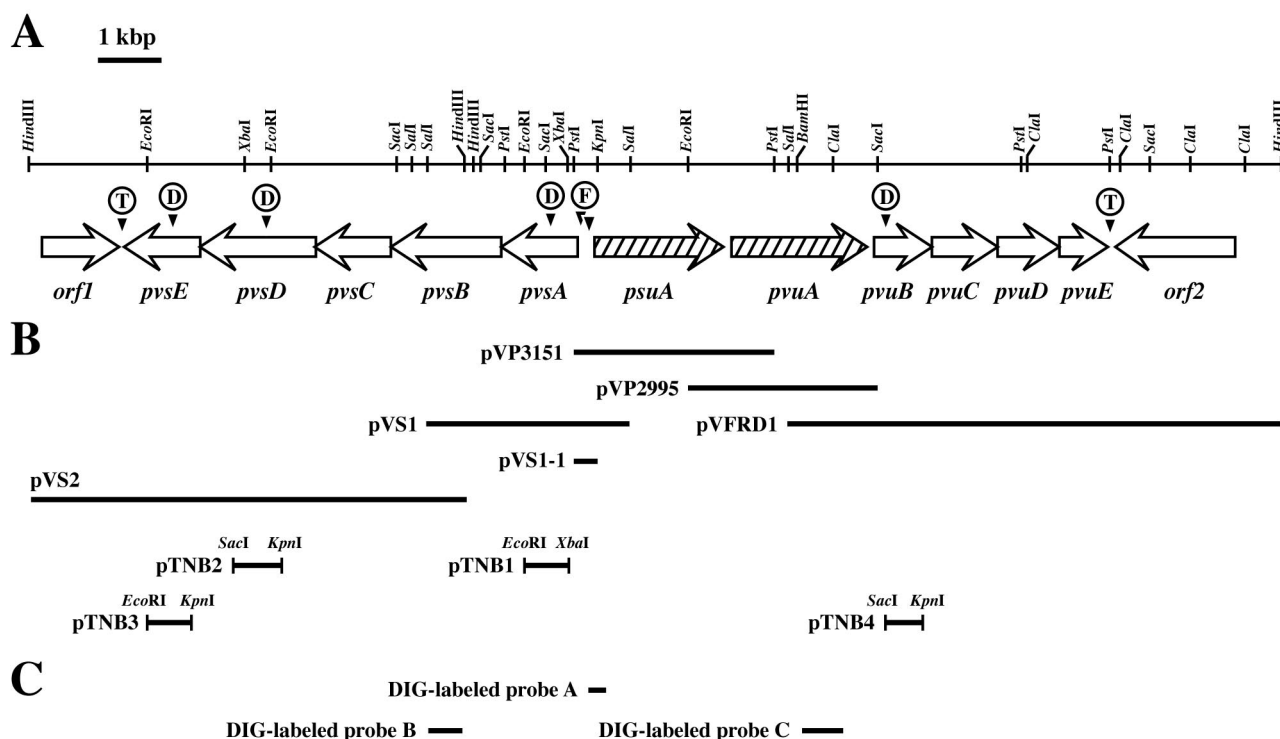 A
1 kbp
HindIII EcoRI XbaI EcoRI SacI SalI SalI HindIII HindIII SacI PstI EcoRI SacI XbaI PstI KpnI SalI EcoRI PstI SalI BamHI ClaI SacI PstI ClaI PstI ClaI SacI ClaI ClaI HindIII
T D D D F D T
orf1 pvsE pvsD pvsC pvsB pvsA psuA pvuA pvuB pvuC pvuD pvuE orf2
B
pVP3151
pVP2995
pVS1 pVFRD1
pVS1-1
pVS2
SacI KpnI EcoRI XbaI
pTNB2 pTNB1
EcoRI KpnI SacI KpnI
pTNB3 pTNB4
C
DIG-labeled probe A
DIG-labeled probe B DIG-labeled probe C